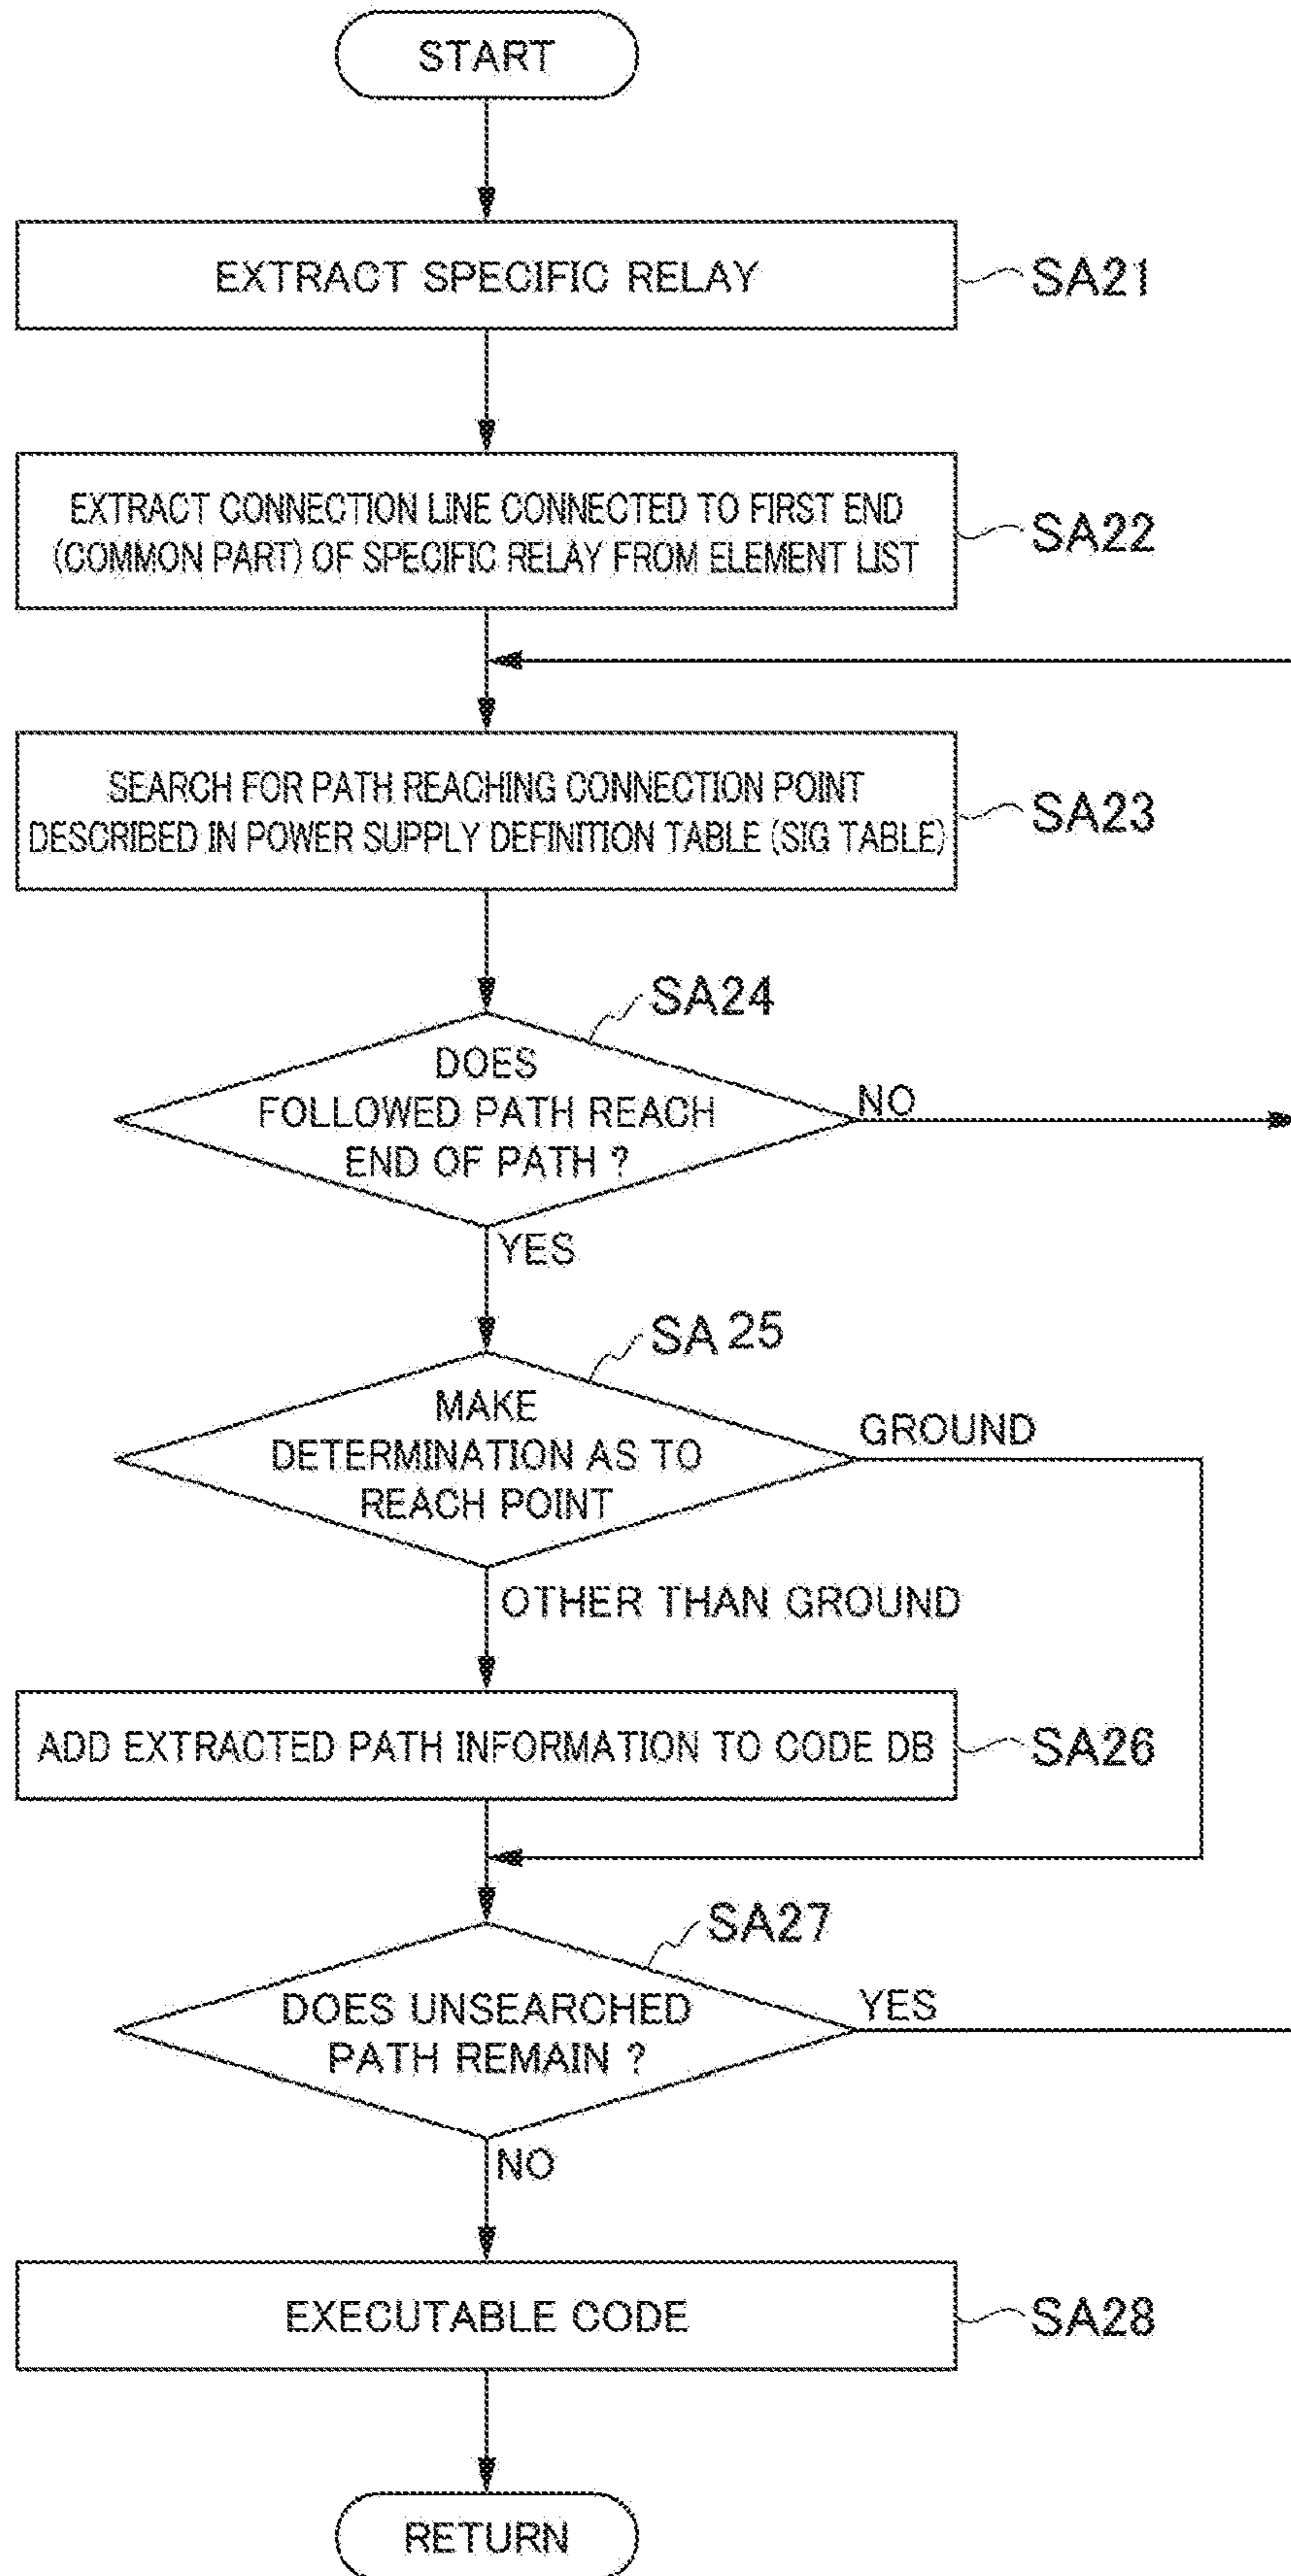 START
EXTRACT SPECIFIC RELAY
SA21
EXTRACT CONNECTION LINE CONNECTED TO FIRST END
(COMMON PART) OF SPECIFIC RELAY FROM ELEMENT LIST
SA22
SEARCH FOR PATH REACHING CONNECTION POINT
DESCRIBED IN POWER SUPPLY DEFINITION TABLE (SIG TABLE)
SA23
SA24
DOES
FOLLOWED PATH REACH
END OF PATH ?
NO
YES
SA 25
MAKE
DETERMINATION AS TO
REACH POINT
GROUND
OTHER THAN GROUND
ADD EXTRACTED PATH INFORMATION TO CODE DB
SA26
SA27
DOES UNSEARCHED
PATH REMAIN ?
YES
NO
EXECUTABLE CODE
SA28
RETURN